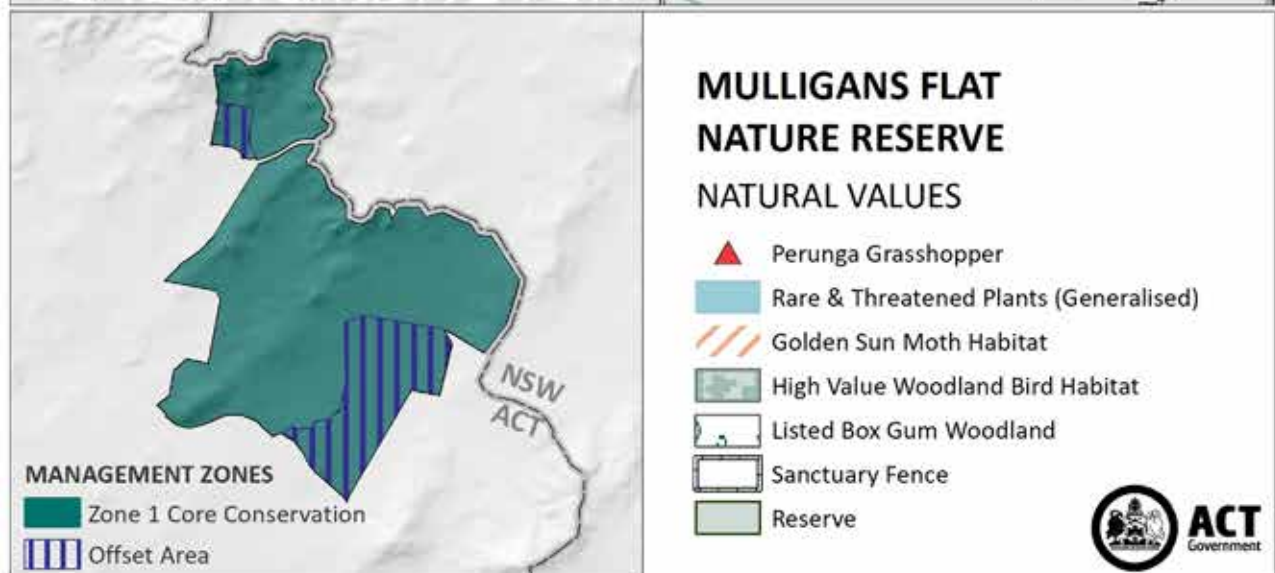 NSW
ACT
MANAGEMENT ZONES
Zone 1 Core Conservation
Offset Area
MULLIGANS FLAT
NATURE RESERVE
NATURAL VALUES
Perunga Grasshopper
Rare & Threatened Plants (Generalised)
Golden Sun Moth Habitat
High Value Woodland Bird Habitat
Listed Box Gum Woodland
Sanctuary Fence
Reserve
ACT
Government